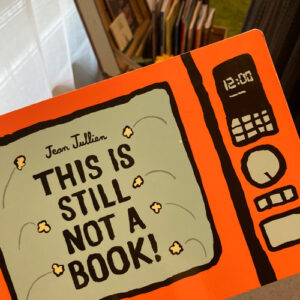 Jean Jullien
THIS IS
STILL
NOT A
BOOK!
12:00